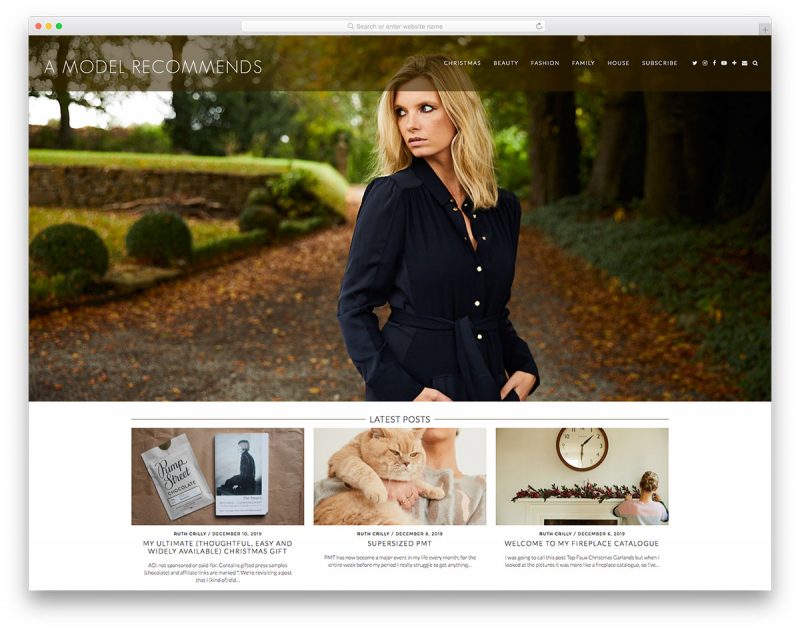 Search or enter website name
A MODEL RECOMMENDS
CHRISTMAS BEAUTY FASHION FAMILY HOUSE SUBSCRIBE
LATEST POSTS
Pump Street
CHOCOLATE
RUTH CRILLY / DECEMBER 10, 2019
MY ULTIMATE (THOUGHTFUL, EASY AND
WIDELY AVAILABLE) CHRISTMAS GIFT
AD: not sponsored or paid-for. Contains gifted press samples
(chocolate) and affiliate links are marked *. We're revisiting a post
that I (kind of) did...
RUTH CRILLY / DECEMBER 8, 2019
SUPERSIZED PMT
PMT has now become a major event in my life every month; for the
entire week before my period I really struggle to get anything...
RUTH CRILLY / DECEMBER 6, 2019
WELCOME TO MY FIREPLACE CATALOGUE
I was going to call this post Top Faux Christmas Garlands but when I
looked at the pictures it was more like a fireplace catalogue, so I've...